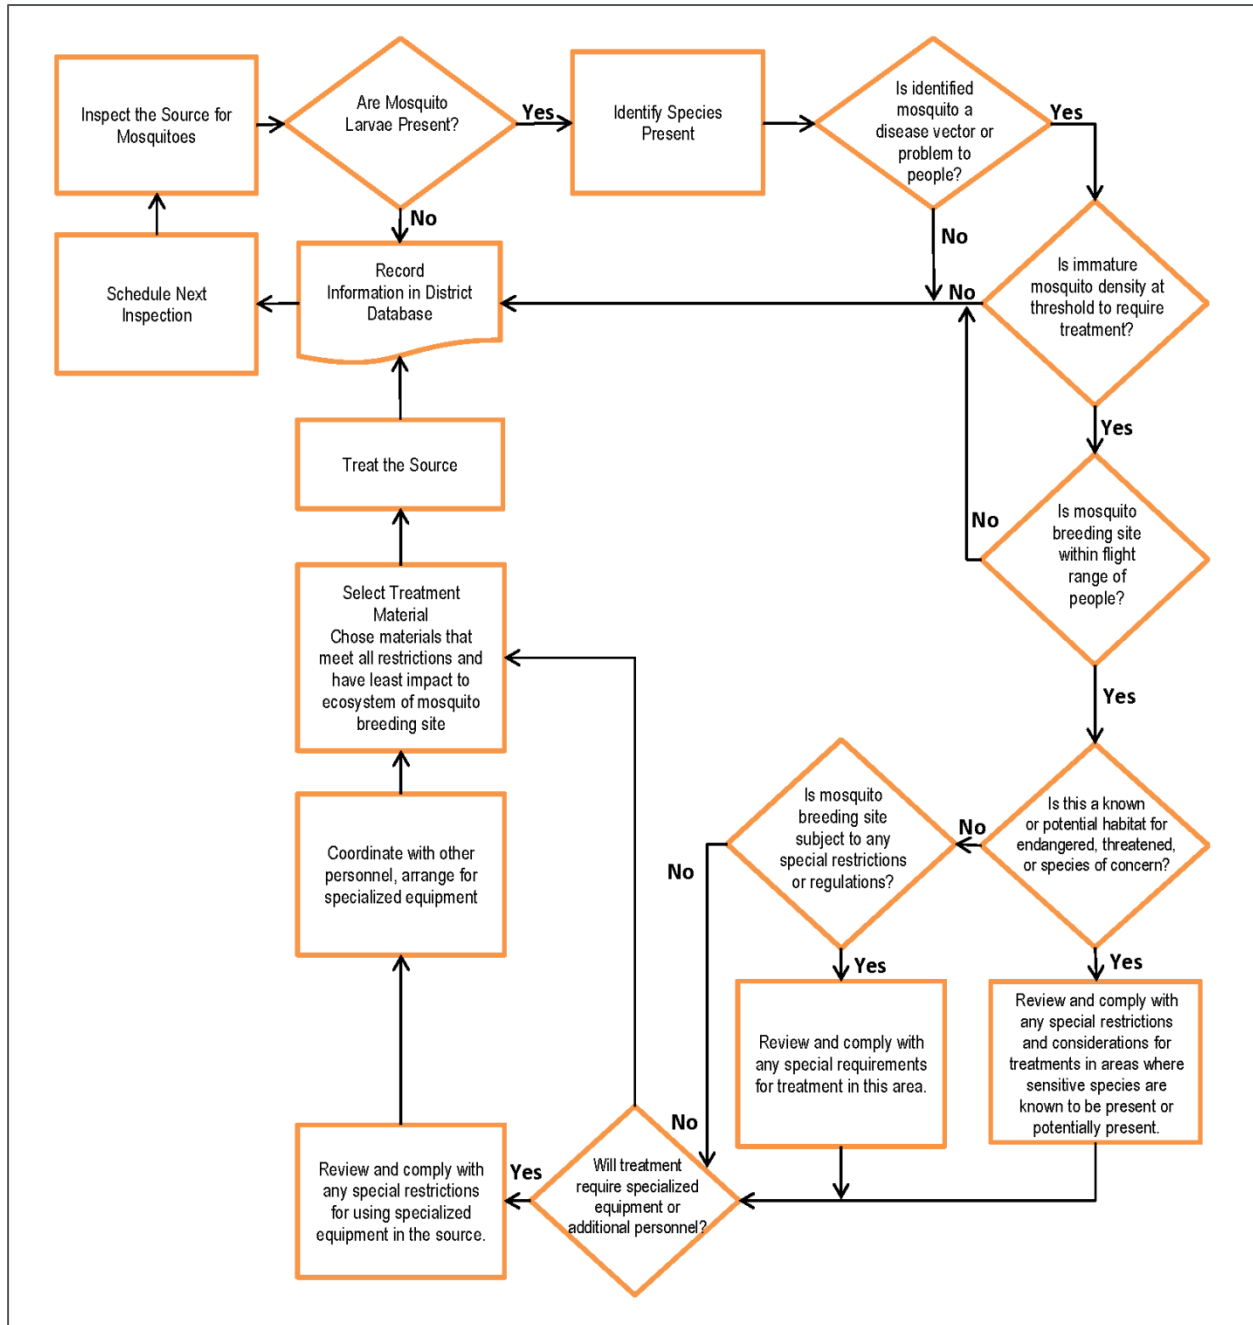 Inspect the Source for
Mosquitoes
Are Mosquito
Larvae Present?
Yes
Identify Species
Present
Is identified
mosquito a
disease vector or
problem to
people?
Yes
No
No
Schedule Next
Inspection
Record
Information in District
Database
No
Is immature
mosquito density at
threshold to require
treatment?
Yes
Treat the Source
No
Is mosquito
breeding site
within flight
range of
people?
Yes
Select Treatment
Material
Chose materials that
meet all restrictions and
have least impact to
ecosystem of mosquito
breeding site
Is mosquito
breeding site
subject to any
special restrictions
or regulations?
No
Is this a known
or potential habitat for
endangered, threatened,
or species of concern?
Coordinate with other
personnel, arrange for
specialized equipment
No
Yes
Yes
Review and comply with
any special requirements
for treatment in this area.
Review and comply with
any special restrictions
and considerations for
treatments in areas where
sensitive species are
known to be present or
potentially present.
No
Review and comply with
any special restrictions
for using specialized
equipment in the source.
Yes
Will treatment
require specialized
equipment or
additional personnel?